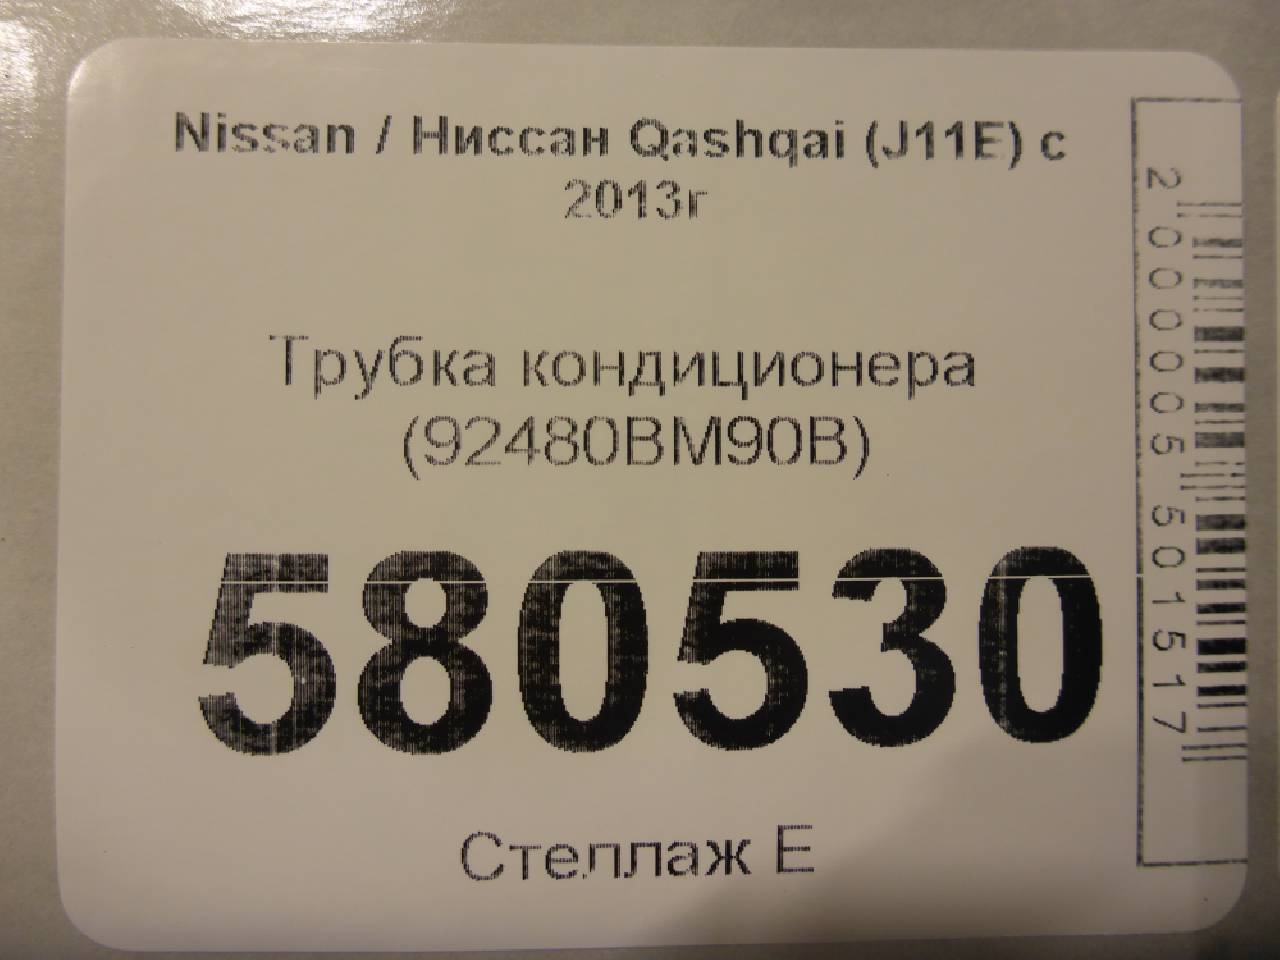 Nissan / Ниссан Qashqai (J11E) с
2013г
Трубка кондиционера
(92480BM90B)
580530
Стеллаж Е
2000005501517